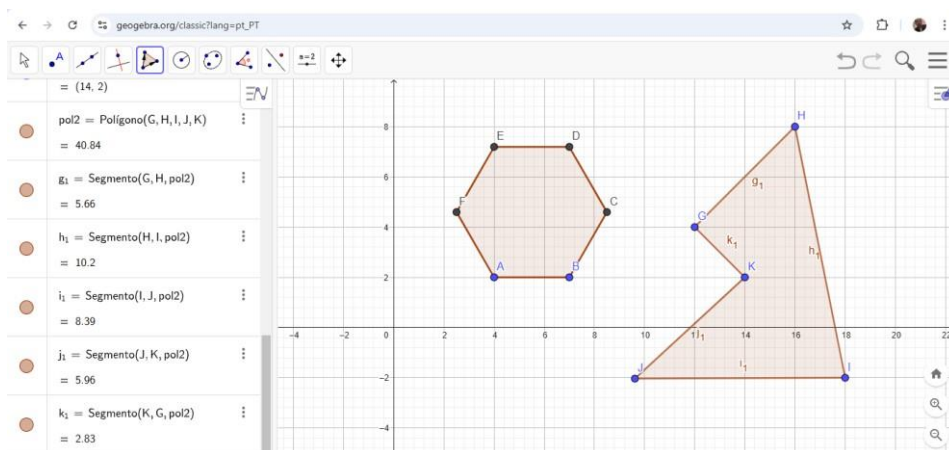 geogebra.org/classic?lang=pt_PT
A
a=2
= (14, 2)
pol2 = Polígono(G, H, I, J, K)
= 40.84
g₁ = Segmento(G, H, pol2)
= 5.66
h₁ = Segmento(H, I, pol2)
= 10.2
i₁ = Segmento(I, J, pol2)
= 8.39
j₁ = Segmento(J, K, pol2)
= 5.96
k₁ = Segmento(K, G, pol2)
= 2.83
H
8
E D
g₁
6
F C
G
4
k₁
h₁
A B K
2
−4 −2 0 2 4 6 8 10 12 14 16 18 20 22
j₁
J i₁ I
−2
−4